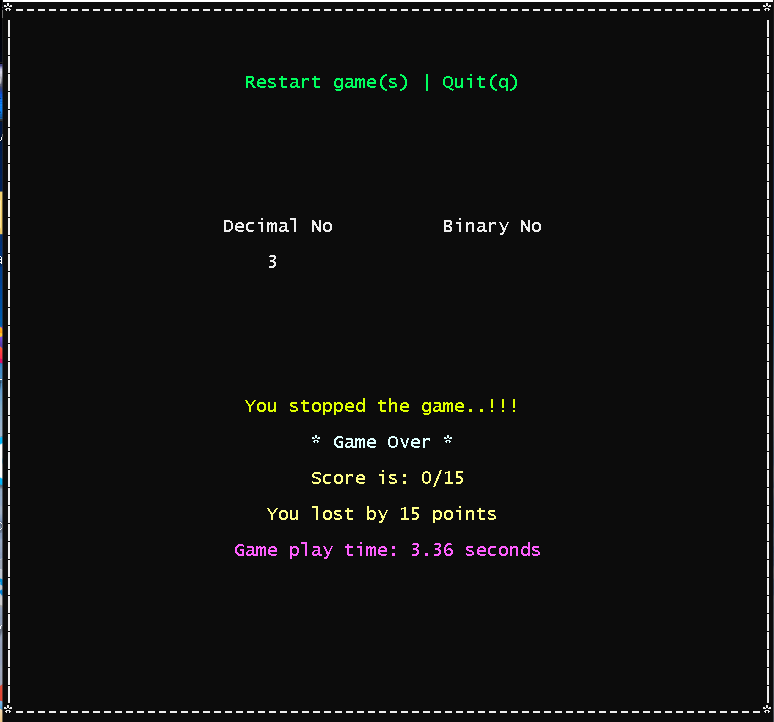 Restart game(s) | Quit(q)
Decimal No Binary No
3
You stopped the game..!!!
* Game Over *
Score is: 0/15
You lost by 15 points
Game play time: 3.36 seconds